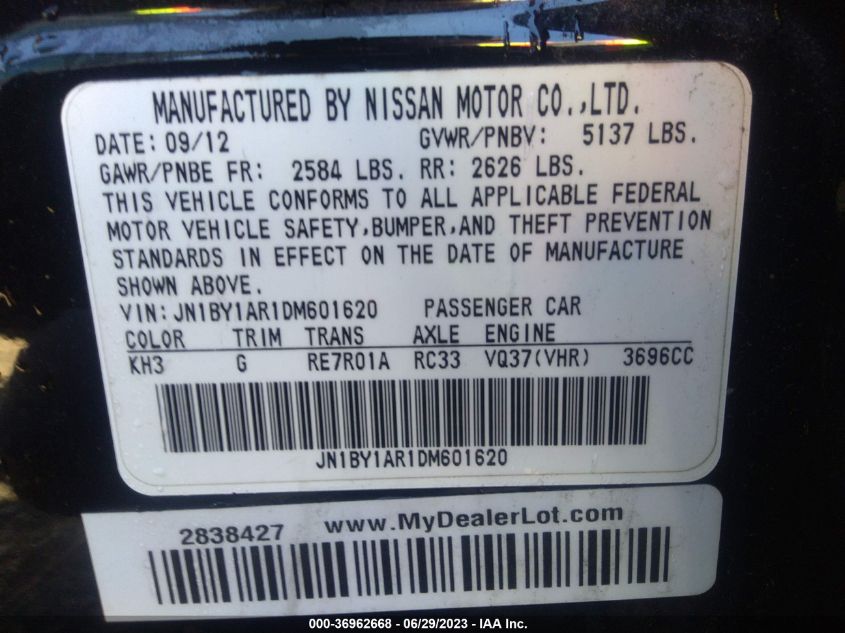 MANUFACTURED BY NISSAN MOTOR CO.,LTD.
DATE: 09/12 GVWR/PNBV: 5137 LBS.
GAWR/PNBE FR: 2584 LBS. RR: 2626 LBS.
THIS VEHICLE CONFORMS TO ALL APPLICABLE FEDERAL
MOTOR VEHICLE SAFETY,BUMPER,AND THEFT PREVENTION
STANDARDS IN EFFECT ON THE DATE OF MANUFACTURE
SHOWN ABOVE.
VIN:JN1BY1AR1DM601620 PASSENGER CAR
COLOR TRIM TRANS AXLE ENGINE
KH3 G RE7R01A RC33 VQ37(VHR) 3696CC
JN1BY1AR1DM601620
2838427 www.MyDealerLot.com
000-36962668 - 06/29/2023 - IAA Inc.